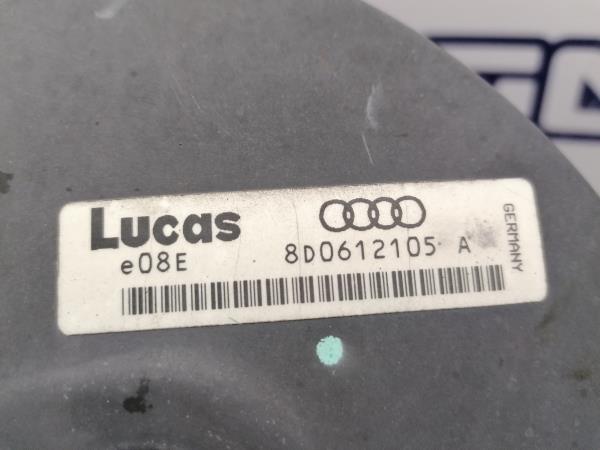 Lucas
e08E
8D0612105 A
GERMANY